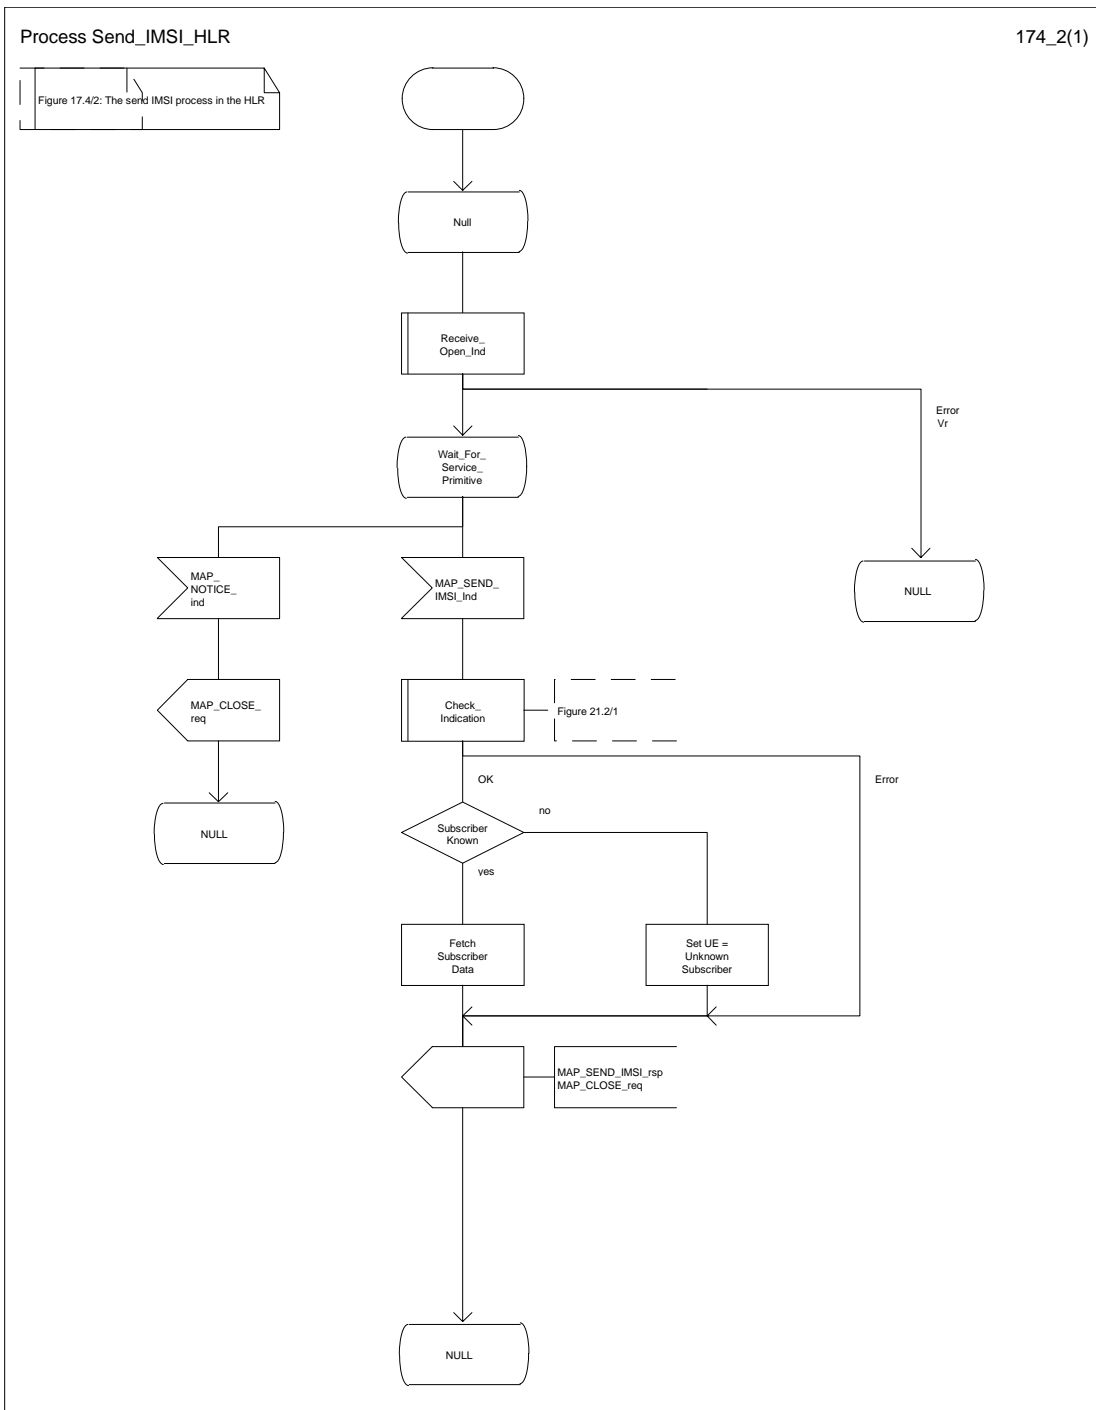 Process Send_IMSI_HLR
174_2(1)
Figure 17.4/2: The send IMSI process in the HLR
Null
Receive_
Open_Ind
Error
Vr
Wait_For_
Service_
Primitive
MAP_
NOTICE_
ind
MAP_SEND_
IMSI_Ind
NULL
MAP_CLOSE_
req
Check_
Indication
Figure 21.2/1
OK
Error
NULL
Subscriber
Known
no
yes
Fetch
Subscriber
Data
Set UE =
Unknown
Subscriber
MAP_SEND_IMSI_rsp
MAP_CLOSE_req
NULL